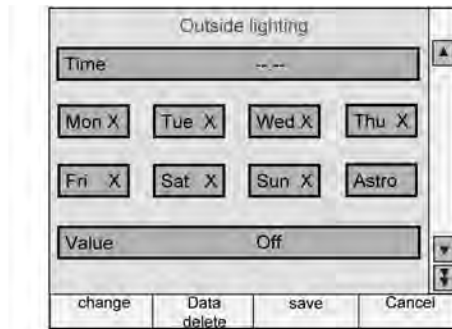 Outside lighting
Time -- --
Mon X Tue X Wed X Thu X
Fri X Sat X Sun X Astro
Value Off
change Data delete save Cancel